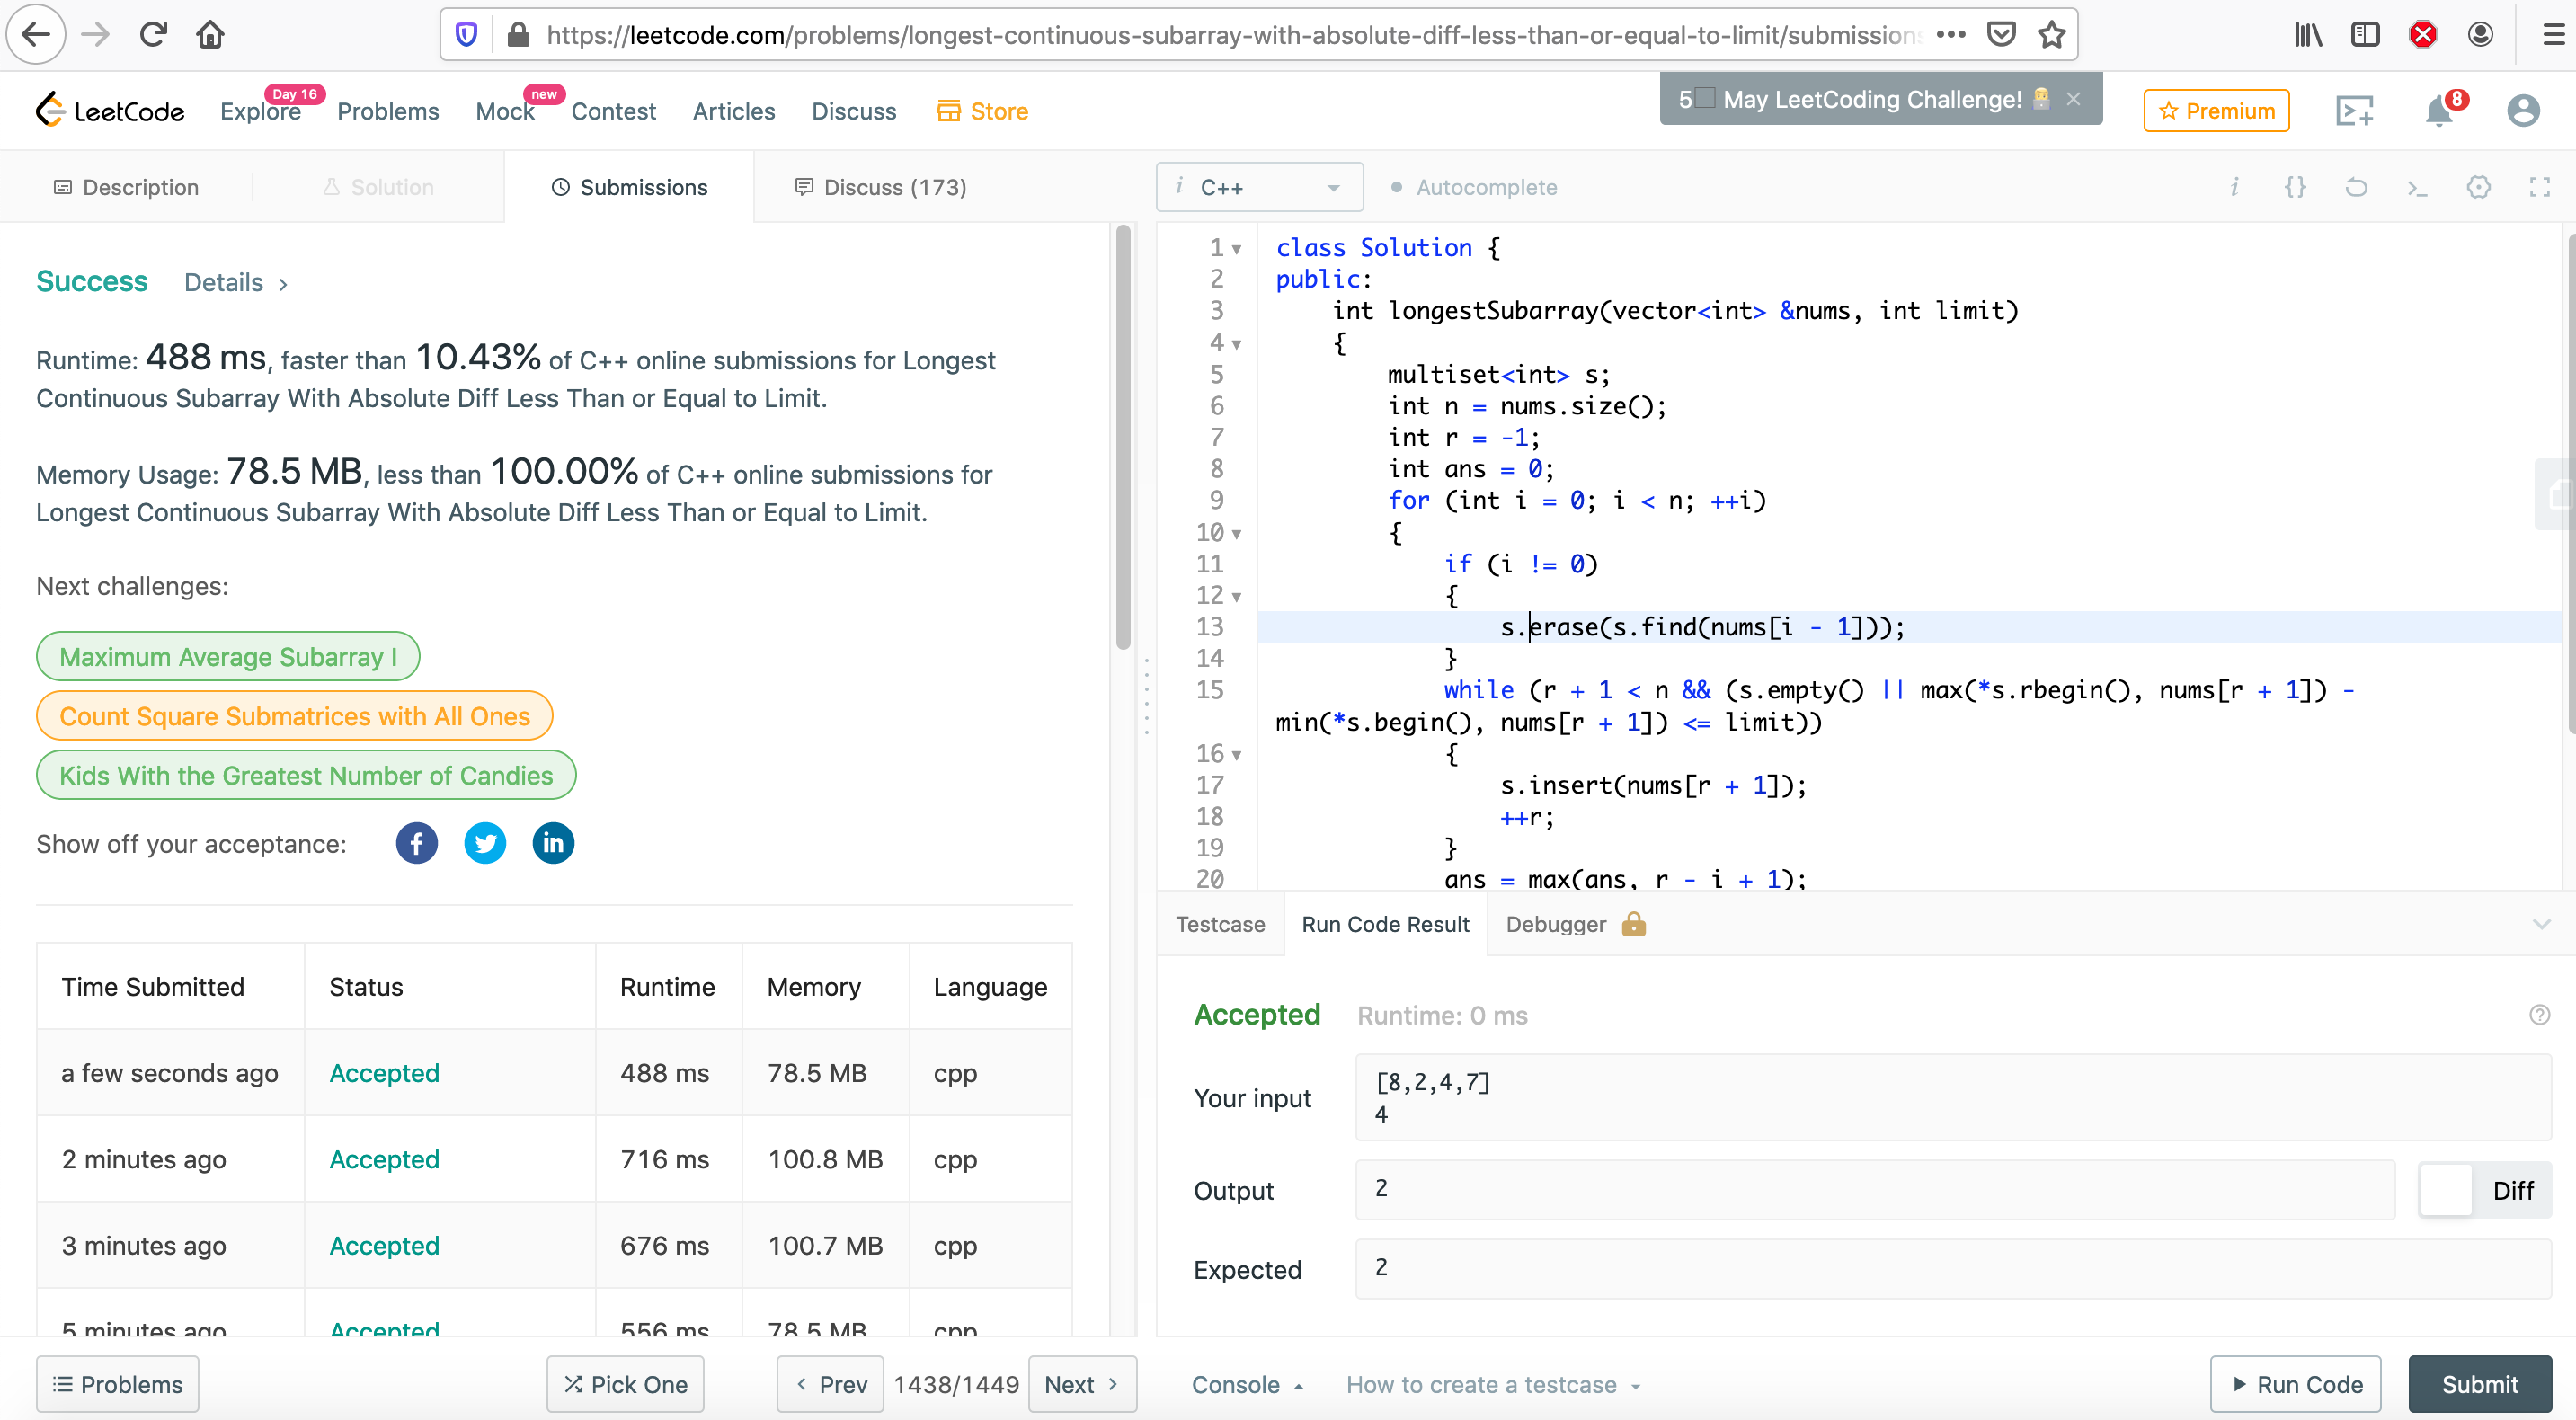 https://leetcode.com/problems/longest-continuous-subarray-with-absolute-diff-less-than-or-equal-to-limit/submissions
LeetCode
Explore
Day 16
Problems
Mock
new
Contest
Articles
Discuss
Store
5 May LeetCoding Challenge!
Premium
8
Description
Solution
Submissions
Discuss (173)
Success
Details
Runtime: 488 ms, faster than 10.43% of C++ online submissions for Longest
Continuous Subarray With Absolute Diff Less Than or Equal to Limit.
Memory Usage: 78.5 MB, less than 100.00% of C++ online submissions for
Longest Continuous Subarray With Absolute Diff Less Than or Equal to Limit.
Next challenges:
Maximum Average Subarray I
Count Square Submatrices with All Ones
Kids With the Greatest Number of Candies
Show off your acceptance:
Time Submitted Status Runtime Memory Language
a few seconds ago Accepted 488 ms 78.5 MB cpp
2 minutes ago Accepted 716 ms 100.8 MB cpp
3 minutes ago Accepted 676 ms 100.7 MB cpp
5 minutes ago Accepted 556 ms 78.5 MB cpp
Problems
Pick One
Prev
1438/1449
Next
i C++
Autocomplete
1 class Solution {
2 public:
3 int longestSubarray(vector<int> &nums, int limit)
4 {
5 multiset<int> s;
6 int n = nums.size();
7 int r = -1;
8 int ans = 0;
9 for (int i = 0; i < n; ++i)
10 {
11 if (i != 0)
12 {
13 s.erase(s.find(nums[i - 1]));
14 }
15 while (r + 1 < n && (s.empty() || max(*s.rbegin(), nums[r + 1]) -
min(*s.begin(), nums[r + 1]) <= limit))
16 {
17 s.insert(nums[r + 1]);
18 ++r;
19 }
20 ans = max(ans, r - i + 1);
Testcase
Run Code Result
Debugger
Accepted
Runtime: 0 ms
Your input
[8,2,4,7]
4
Output
2
Diff
Expected
2
Console
How to create a testcase
Run Code
Submit